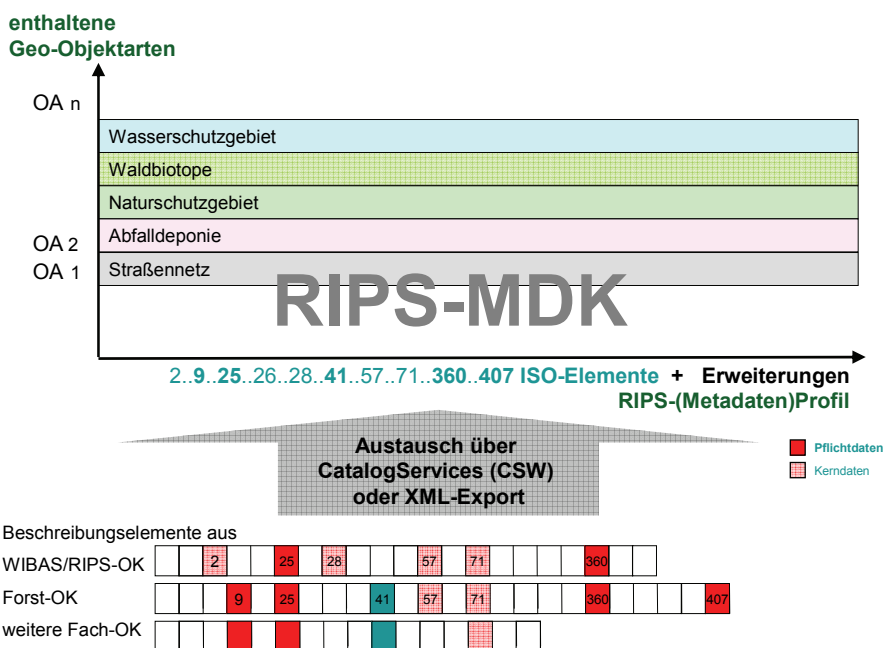 enthaltene
Geo-Objektarten
OA n
Wasserschutzgebiet
Waldbiotope
Naturschutzgebiet
OA 2 Abfalldeponie
OA 1 Straßennetz
RIPS-MDK
2..9..25..26..28..41..57..71..360..407 ISO-Elemente + Erweiterungen
RIPS-(Metadaten)Profil
Austausch über
CatalogServices (CSW)
oder XML-Export
Pflichtdaten
Kerndaten
Beschreibungselemente aus
WIBAS/RIPS-OK 2 25 28 57 71 360
Forst-OK 9 25 41 57 71 360 407
weitere Fach-OK